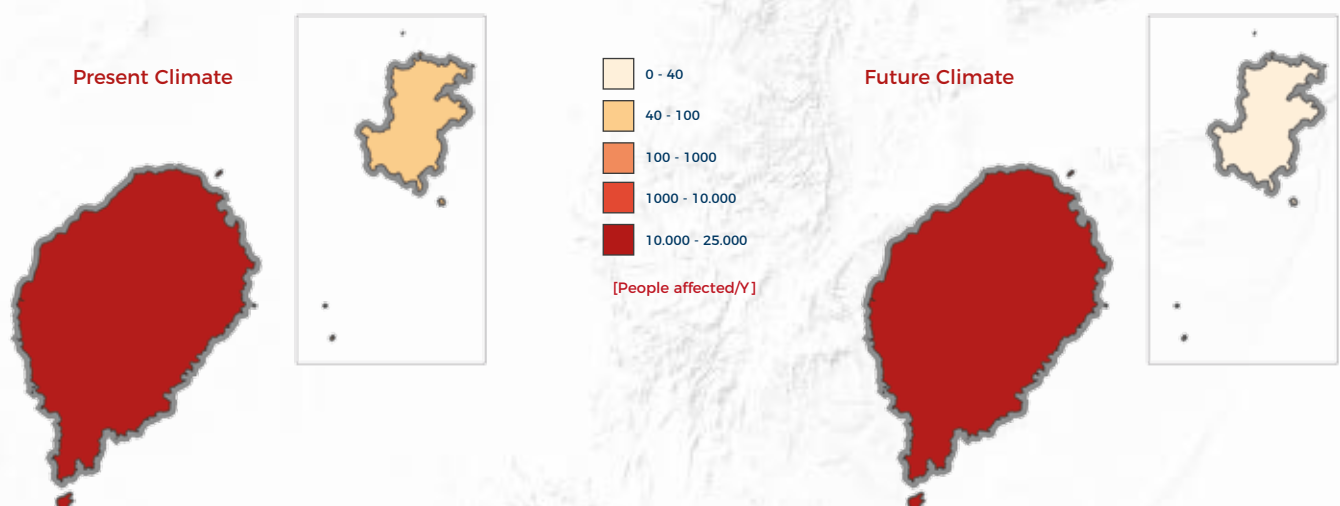 Present Climate
0 - 40
40 - 100
100 - 1000
1000 - 10.000
10.000 - 25.000
[People affected/Y]
Future Climate